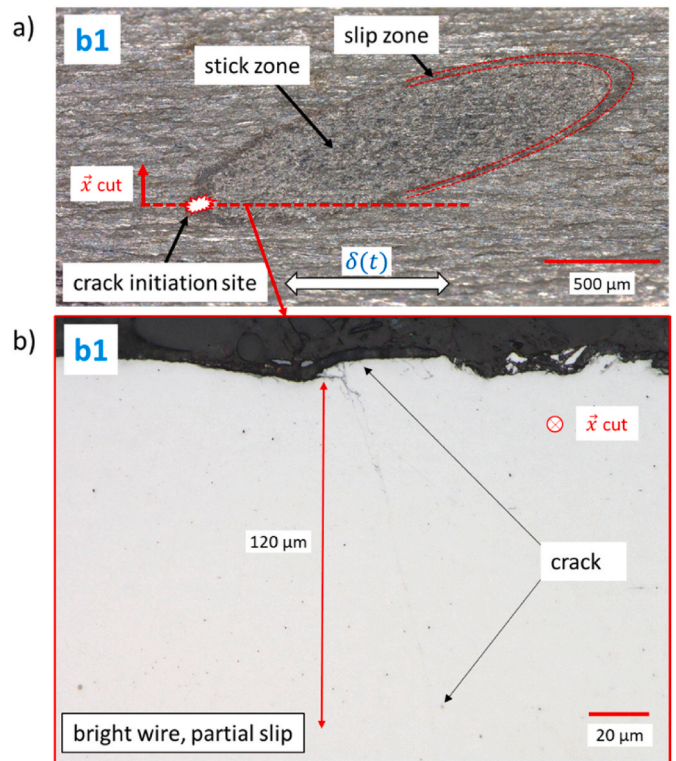 a)
b1
slip zone
stick zone
x⃗ cut
crack initiation site
δ(t)
500 µm
b)
b1
x⃗ cut
120 µm
crack
bright wire, partial slip
20 µm